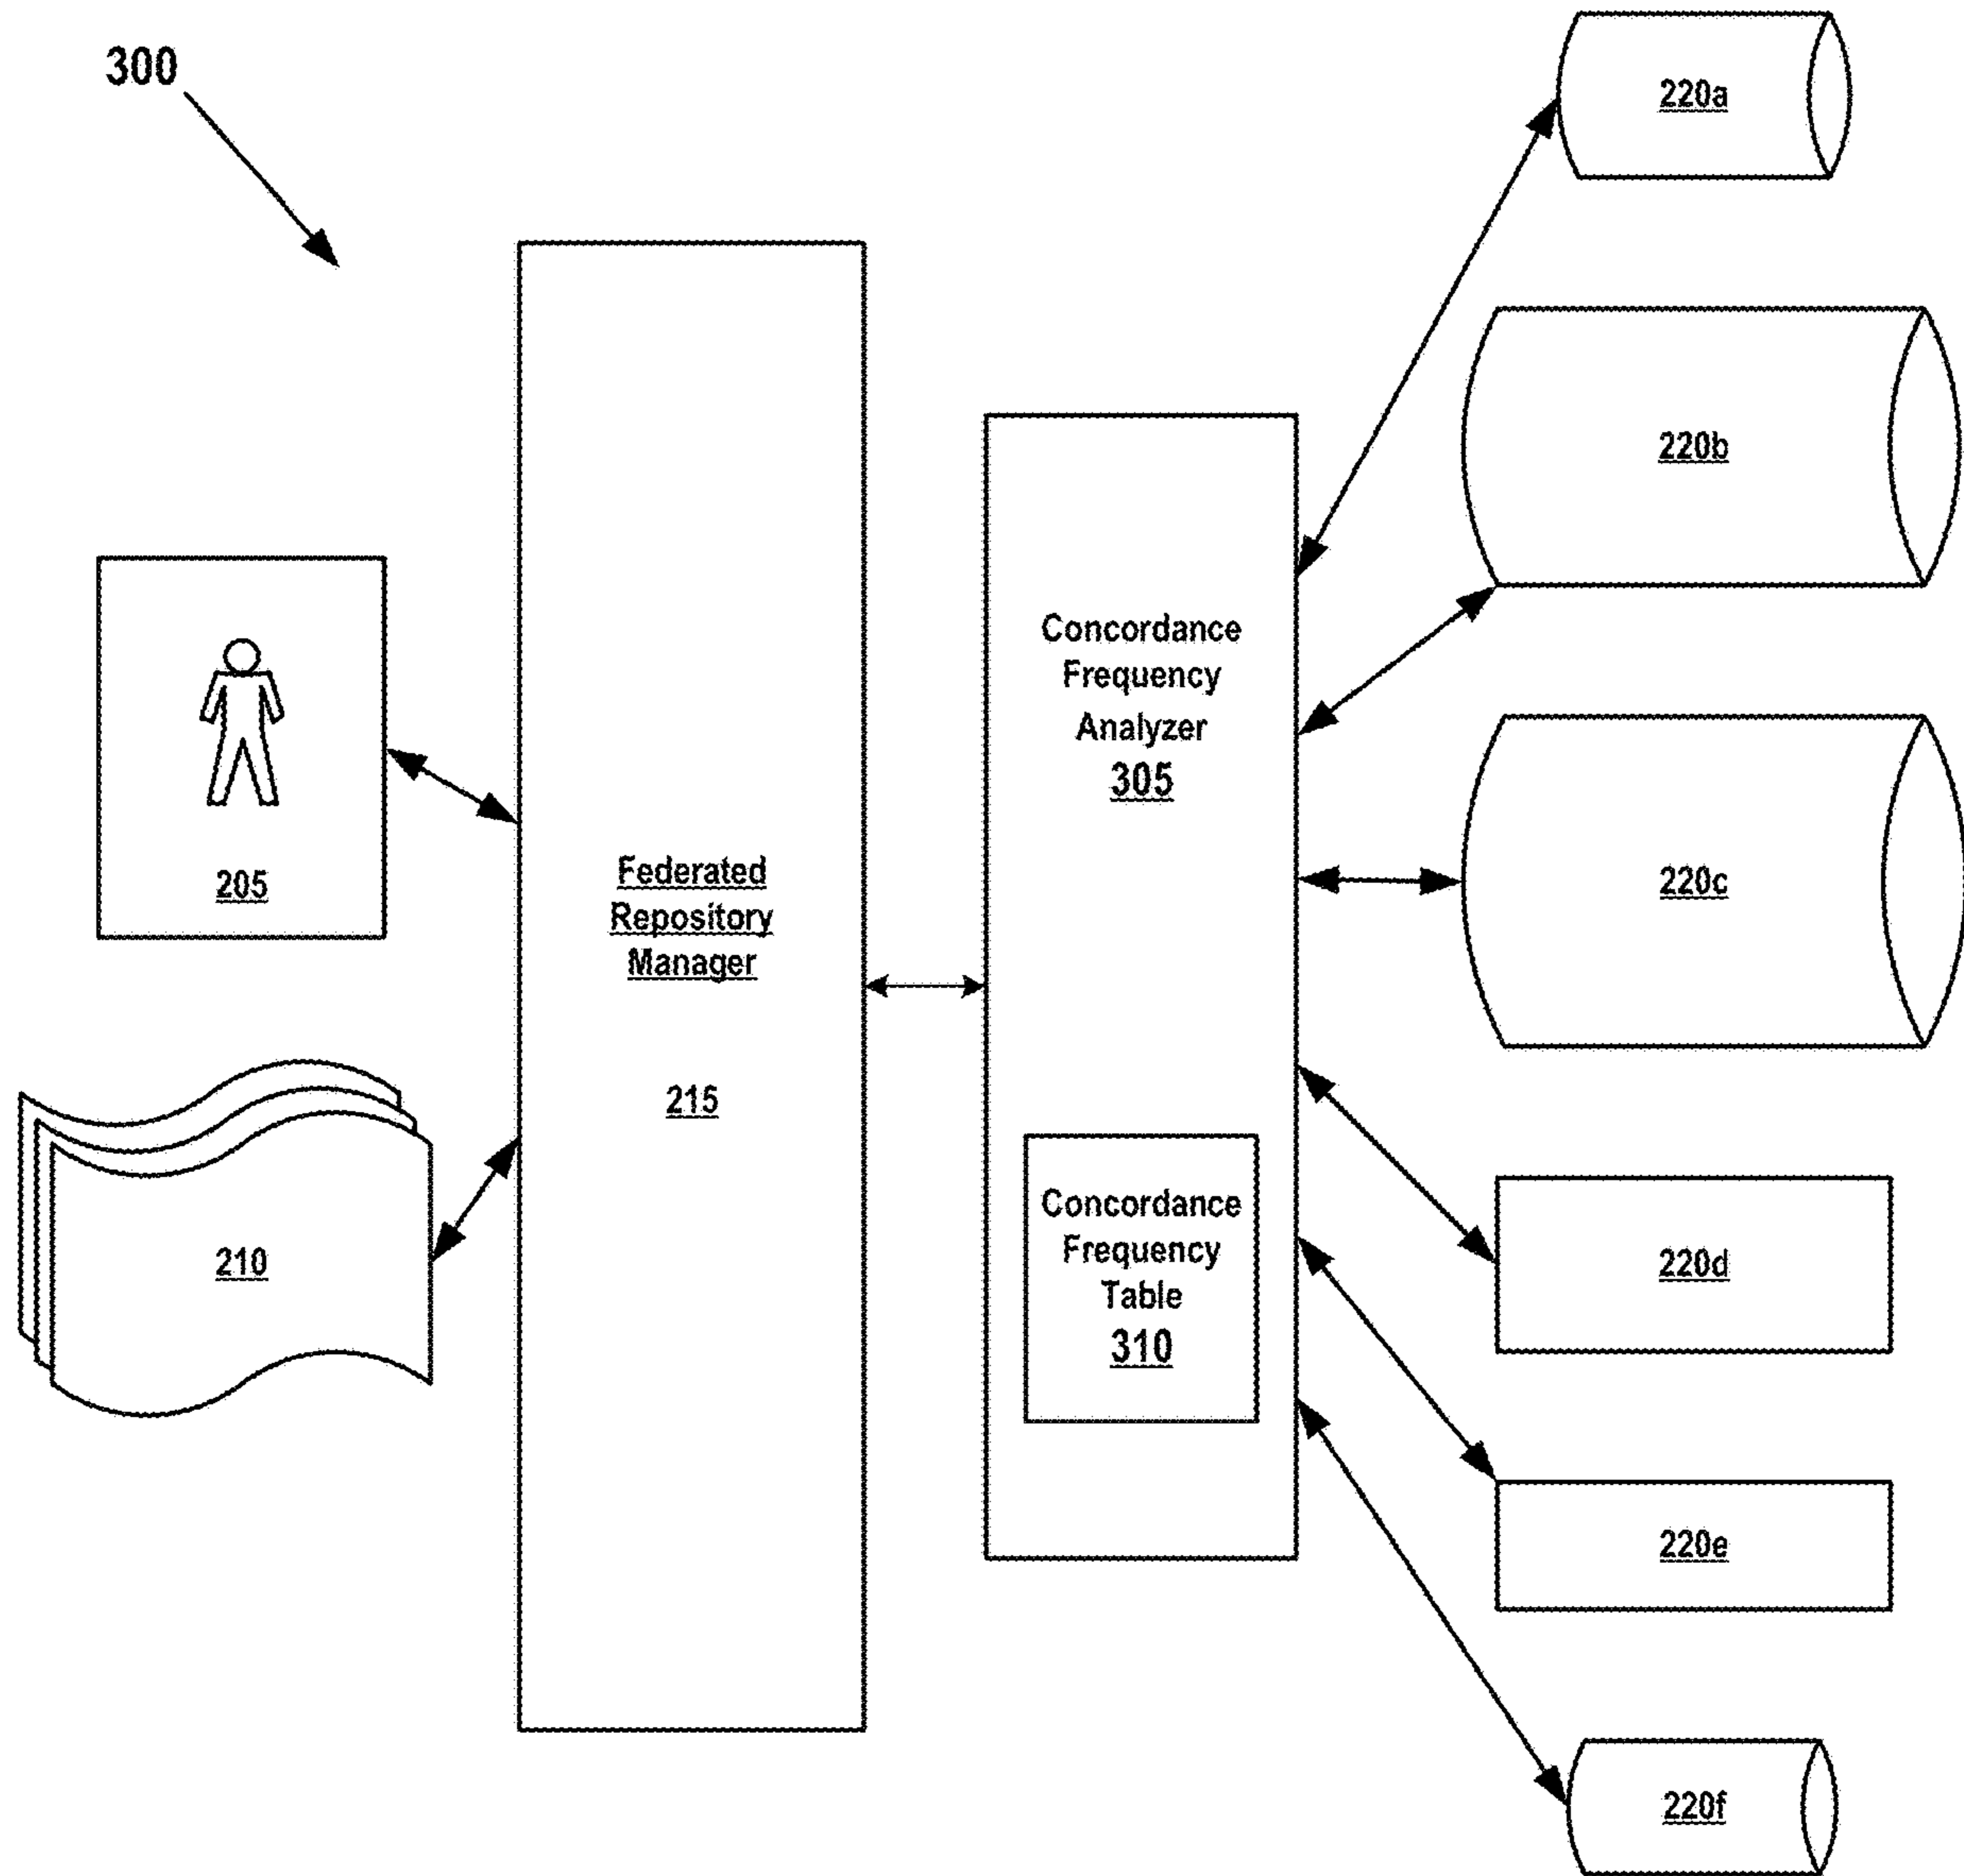 300
205
210
Federated
Repository
Manager
215
Concordance
Frequency
Analyzer
305
Concordance
Frequency
Table
310
220a
220b
220c
220d
220e
220f